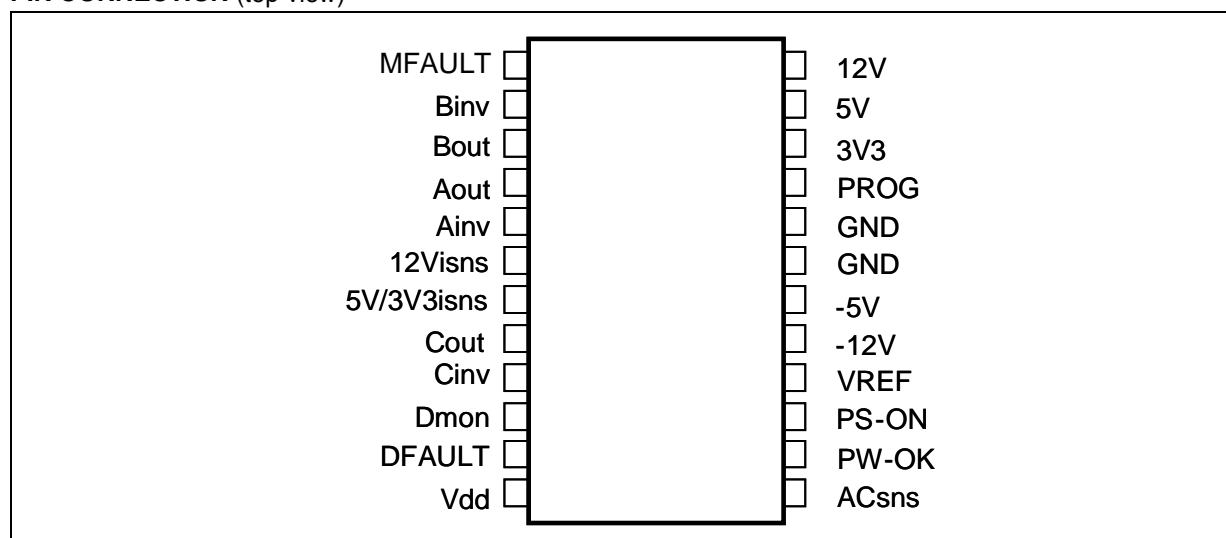 MFAULT
Binv
Bout
Aout
Ainv
12Visns
5V/3V3isns
Cout
Cinv
Dmon
DFAULT
Vdd
12V
5V
3V3
PROG
GND
GND
-5V
-12V
VREF
PS-ON
PW-OK
ACsns